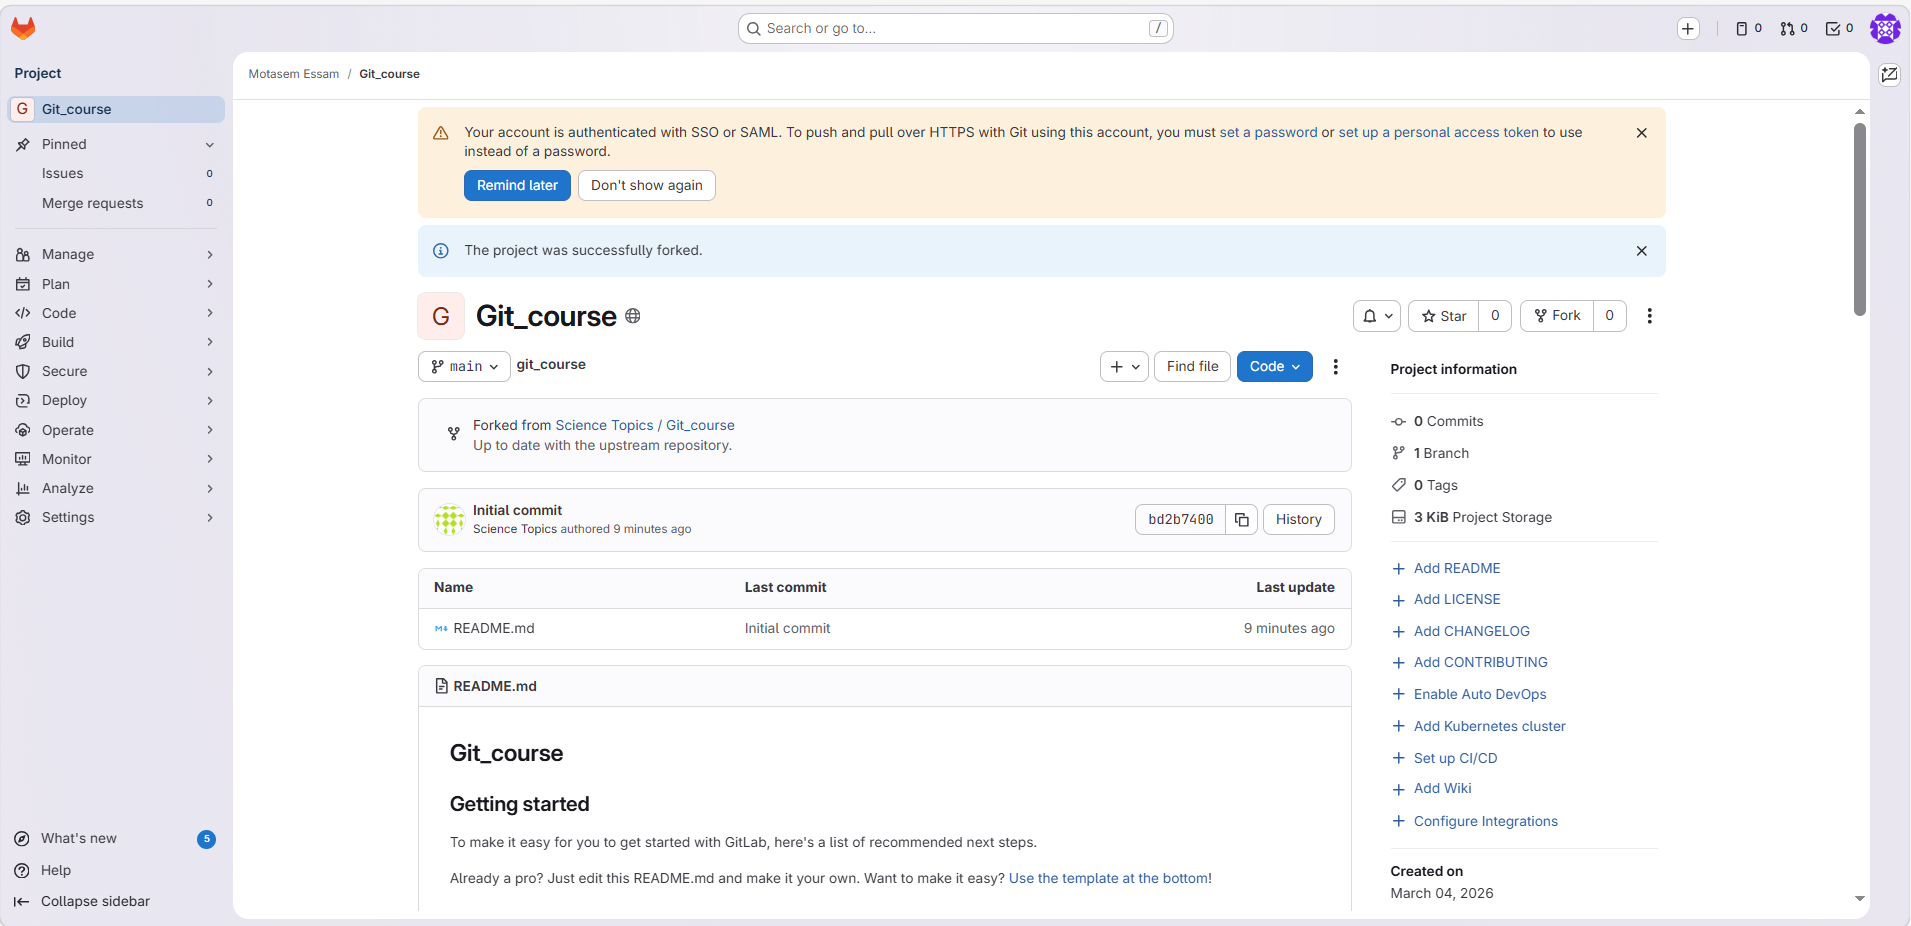 Search or go to...
/
0
0
0
Project
G Git_course
Pinned
Issues 0
Merge requests 0
Manage
Plan
Code
Build
Secure
Deploy
Operate
Monitor
Analyze
Settings
What's new 5
Help
Collapse sidebar
Motasem Essam / Git_course
Your account is authenticated with SSO or SAML. To push and pull over HTTPS with Git using this account, you must set a password or set up a personal access token to use
instead of a password.
Remind later Don't show again
The project was successfully forked.
G Git_course
Star 0 Fork 0
main git_course
Find file Code
Forked from Science Topics / Git_course
Up to date with the upstream repository.
Initial commit
Science Topics authored 9 minutes ago
bd2b7400 History
Name Last commit Last update
README.md Initial commit 9 minutes ago
README.md
Git_course
Getting started
To make it easy for you to get started with GitLab, here's a list of recommended next steps.
Already a pro? Just edit this README.md and make it your own. Want to make it easy? Use the template at the bottom!
Project information
0 Commits
1 Branch
0 Tags
3 KiB Project Storage
Add README
Add LICENSE
Add CHANGELOG
Add CONTRIBUTING
Enable Auto DevOps
Add Kubernetes cluster
Set up CI/CD
Add Wiki
Configure Integrations
Created on
March 04, 2026